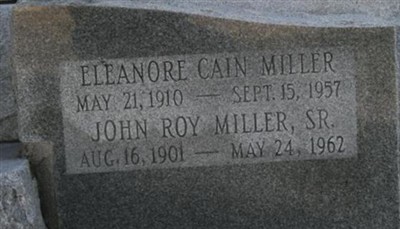 ELEANORE CAIN MILLER
MAY 21, 1910 — SEPT. 15, 1957
JOHN ROY MILLER, SR.
AUG. 16, 1901 — MAY 24, 1962